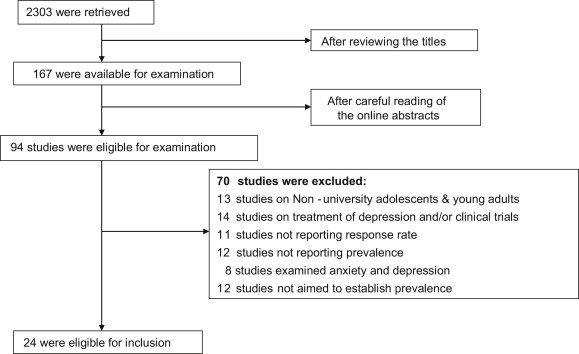 2303 were retrieved
After reviewing the titles
167 were available for examination
After careful reading of
the online abstracts
94 studies were eligible for examination
70 studies were excluded:
13 studies on Non - university adolescents & young adults
14 studies on treatment of depression and/or clinical trials
11 studies not reporting response rate
12 studies not reporting prevalence
8 studies examined anxiety and depression
12 studies not aimed to establish prevalence
24 were eligible for inclusion